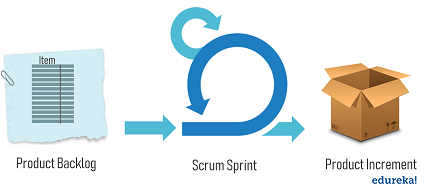 Item
Product Backlog
Scrum Sprint
Product Increment
edureka!